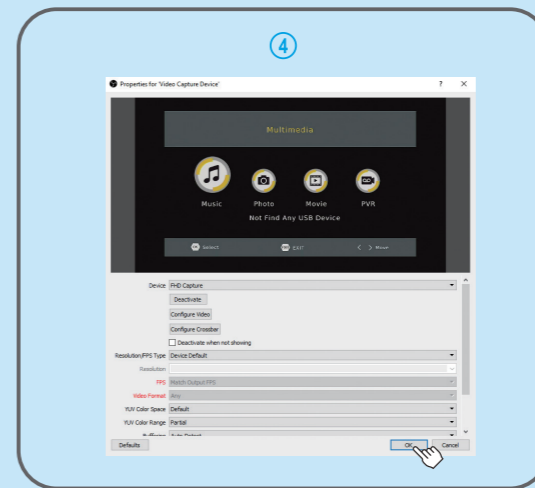 ④
Properties for 'Video Capture Device'
? ×
Multimedia
Music Photo Movie PVR
Not Find Any USB Device
OK Select EXIT EXIT < > Move
Device FHD Capture
Deactivate
Configure Video
Configure Crossbar
Deactivate when not showing
Resolution/FPS Type Device Default
Resolution
FPS Match Output FPS
Video Format Any
YUV Color Space Default
YUV Color Range Partial
Buffering Auto-Detect
Defaults OK Cancel